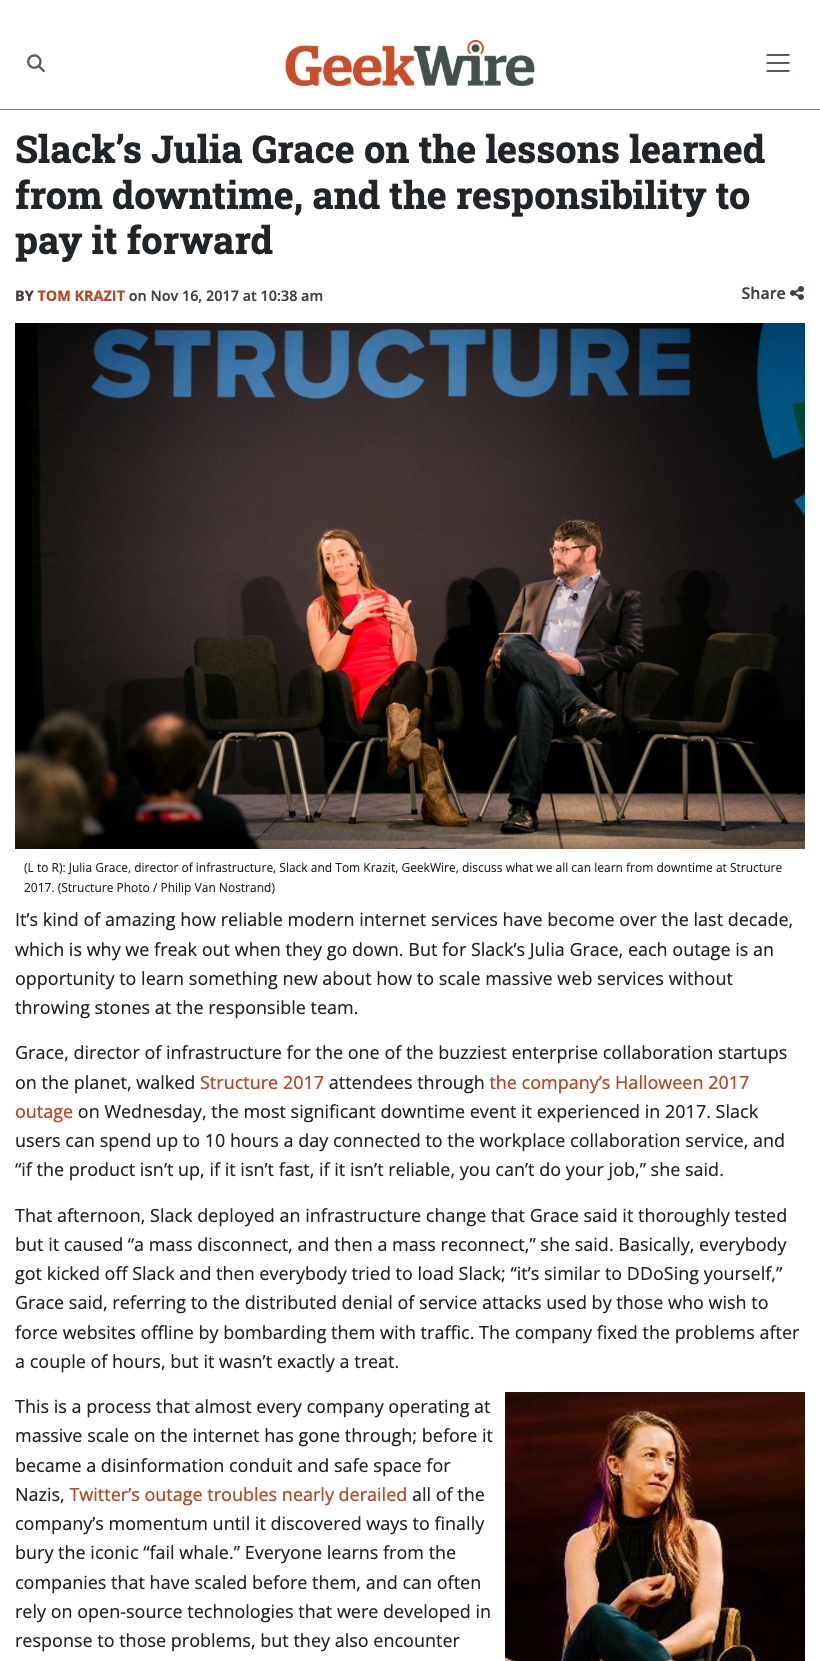 GeekWire
Slack’s Julia Grace on the lessons learned
from downtime, and the responsibility to
pay it forward
BY TOM KRAZIT on Nov 16, 2017 at 10:38 am
Share
STRUCTURE
(L to R): Julia Grace, director of infrastructure, Slack and Tom Krazit, GeekWire, discuss what we all can learn from downtime at Structure
2017. (Structure Photo / Philip Van Nostrand)
It’s kind of amazing how reliable modern internet services have become over the last decade,
which is why we freak out when they go down. But for Slack’s Julia Grace, each outage is an
opportunity to learn something new about how to scale massive web services without
throwing stones at the responsible team.
Grace, director of infrastructure for the one of the buzziest enterprise collaboration startups
on the planet, walked Structure 2017 attendees through the company’s Halloween 2017
outage on Wednesday, the most significant downtime event it experienced in 2017. Slack
users can spend up to 10 hours a day connected to the workplace collaboration service, and
“if the product isn’t up, if it isn’t fast, if it isn’t reliable, you can’t do your job,” she said.
That afternoon, Slack deployed an infrastructure change that Grace said it thoroughly tested
but it caused “a mass disconnect, and then a mass reconnect,” she said. Basically, everybody
got kicked off Slack and then everybody tried to load Slack; “it’s similar to DDoSing yourself,”
Grace said, referring to the distributed denial of service attacks used by those who wish to
force websites offline by bombarding them with traffic. The company fixed the problems after
a couple of hours, but it wasn’t exactly a treat.
This is a process that almost every company operating at
massive scale on the internet has gone through; before it
became a disinformation conduit and safe space for
Nazis, Twitter’s outage troubles nearly derailed all of the
company’s momentum until it discovered ways to finally
bury the iconic “fail whale.” Everyone learns from the
companies that have scaled before them, and can often
rely on open-source technologies that were developed in
response to those problems, but they also encounter